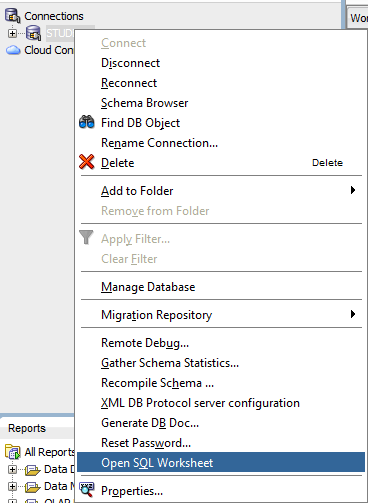 Connections
Wo
STUD
Cloud Con
Connect
Disconnect
Reconnect
Schema Browser
Find DB Object
Rename Connection...
Delete Delete
Add to Folder
Remove from Folder
Apply Filter...
Clear Filter
Manage Database
Migration Repository
Remote Debug...
Gather Schema Statistics...
Recompile Schema ...
XML DB Protocol server configuration
Generate DB Doc...
Reset Password...
Open SQL Worksheet
Properties...
Reports
All Reports
Data D
Data M
OLAP